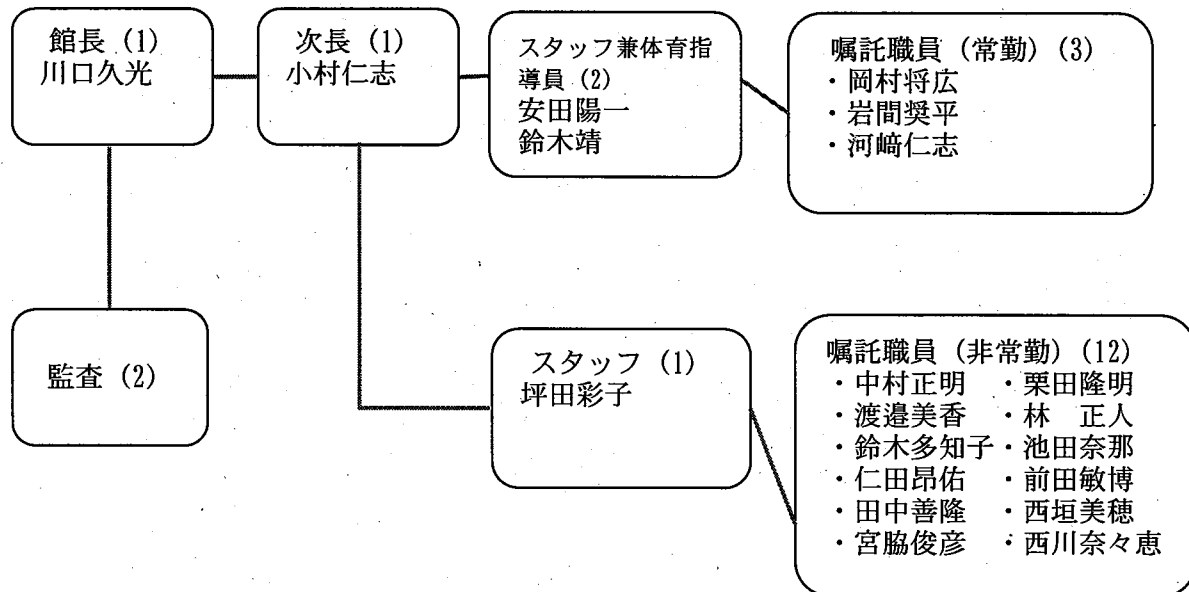 館長 (1)
川口久光
次長 (1)
小村仁志
スタッフ兼体育指
導員 (2)
安田陽一
鈴木靖
嘱託職員 (常勤) (3)
・岡村将広
・岩間奨平
・河﨑仁志
監査 (2)
スタッフ (1)
坪田彩子
嘱託職員 (非常勤) (12)
・中村正明 ・栗田隆明
・渡邉美香 ・林 正人
・鈴木多知子 ・池田奈那
・仁田昂佑 ・前田敏博
・田中善隆 ・西垣美穂
・宮脇俊彦 ・西川奈々恵